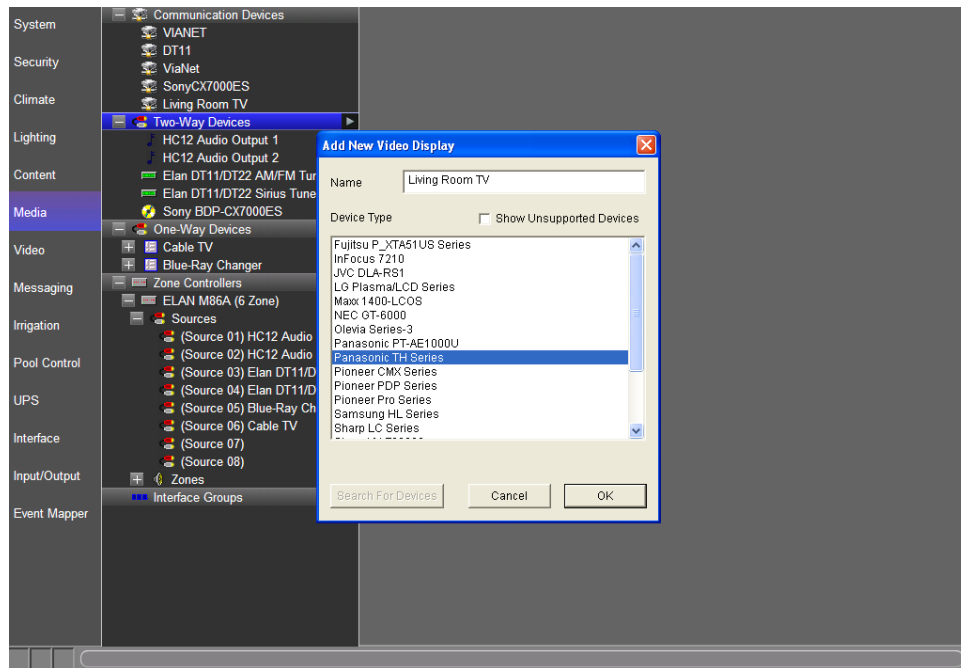 System
Security
Climate
Lighting
Content
Media
Video
Messaging
Irrigation
Pool Control
UPS
Interface
Input/Output
Event Mapper
Communication Devices
VIANET
DT11
ViaNet
SonyCX7000ES
Living Room TV
Two-Way Devices
HC12 Audio Output 1
HC12 Audio Output 2
Elan DT11/DT22 AM/FM Tun
Elan DT11/DT22 Sirius Tune
Sony BDP-CX7000ES
One-Way Devices
Cable TV
Blue-Ray Changer
Zone Controllers
ELAN M86A (6 Zone)
Sources
(Source 01) HC12 Audio
(Source 02) HC12 Audio
(Source 03) Elan DT11/D
(Source 04) Elan DT11/D
(Source 05) Blue-Ray Ch
(Source 06) Cable TV
(Source 07)
(Source 08)
Zones
Interface Groups
Add New Video Display
Name Living Room TV
Device Type Show Unsupported Devices
Fujitsu P_XTA51US Series
InFocus 7210
JVC DLA-RS1
LG Plasma/LCD Series
Maxx 1400-LCOS
NEC GT-6000
Olevia Series-3
Panasonic PT-AE1000U
Panasonic TH Series
Pioneer CMX Series
Pioneer PDP Series
Pioneer Pro Series
Samsung HL Series
Sharp LC Series
Search For Devices Cancel OK